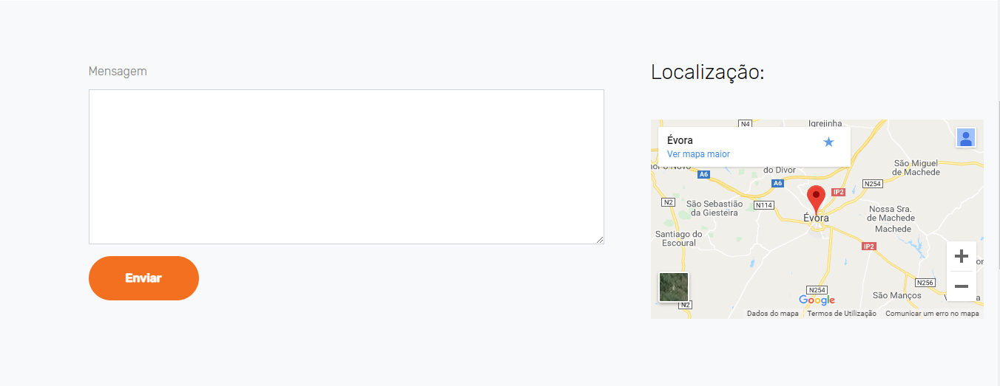 Mensagem
Enviar
Localização:
N4
Igrejinha
Évora
Ver mapa maior
do Divor
São Miguel
de Machede
A6
A6
N254
IP2
N2
São Sebastião
da Giesteira
N114
Évora
Nossa Sra.
de Machede
Machede
Santiago do
Escoural
IP2
N256
N254
São Manços
N2
Google
Dados do mapa
Termos de Utilização
Comunicar um erro no mapa